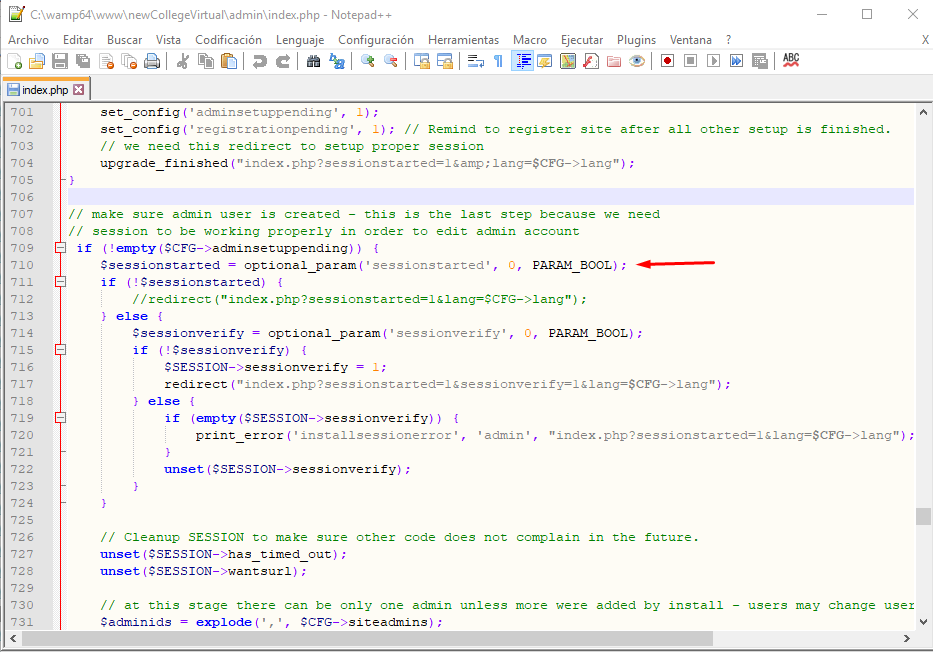 C:\wamp64\www\newCollegeVirtual\admin\index.php - Notepad++
Archivo Editar Buscar Vista Codificación Lenguaje Configuración Herramientas Macro Ejecutar Plugins Ventana ? X
ABC
index.php
701 set_config('adminsetuppending', 1);
702 set_config('registrationpending', 1); // Remind to register site after all other setup is finished.
703 // we need this redirect to setup proper session
704 upgrade_finished("index.php?sessionstarted=1&amp;lang=$CFG->lang");
705 }
706
707 // make sure admin user is created - this is the last step because we need
708 // session to be working properly in order to edit admin account
709 if (!empty($CFG->adminsetuppending)) {
710 $sessionstarted = optional_param('sessionstarted', 0, PARAM_BOOL);
711 if (!$sessionstarted) {
712 //redirect("index.php?sessionstarted=1&lang=$CFG->lang");
713 } else {
714 $sessionverify = optional_param('sessionverify', 0, PARAM_BOOL);
715 if (!$sessionverify) {
716 $SESSION->sessionverify = 1;
717 redirect("index.php?sessionstarted=1&sessionverify=1&lang=$CFG->lang");
718 } else {
719 if (empty($SESSION->sessionverify)) {
720 print_error('installsessionerror', 'admin', "index.php?sessionstarted=1&lang=$CFG->lang");
721 }
722 unset($SESSION->sessionverify);
723 }
724 }
725
726 // Cleanup SESSION to make sure other code does not complain in the future.
727 unset($SESSION->has_timed_out);
728 unset($SESSION->wantsurl);
729
730 // at this stage there can be only one admin unless more were added by install - users may change user
731 $adminids = explode(',', $CFG->siteadmins);